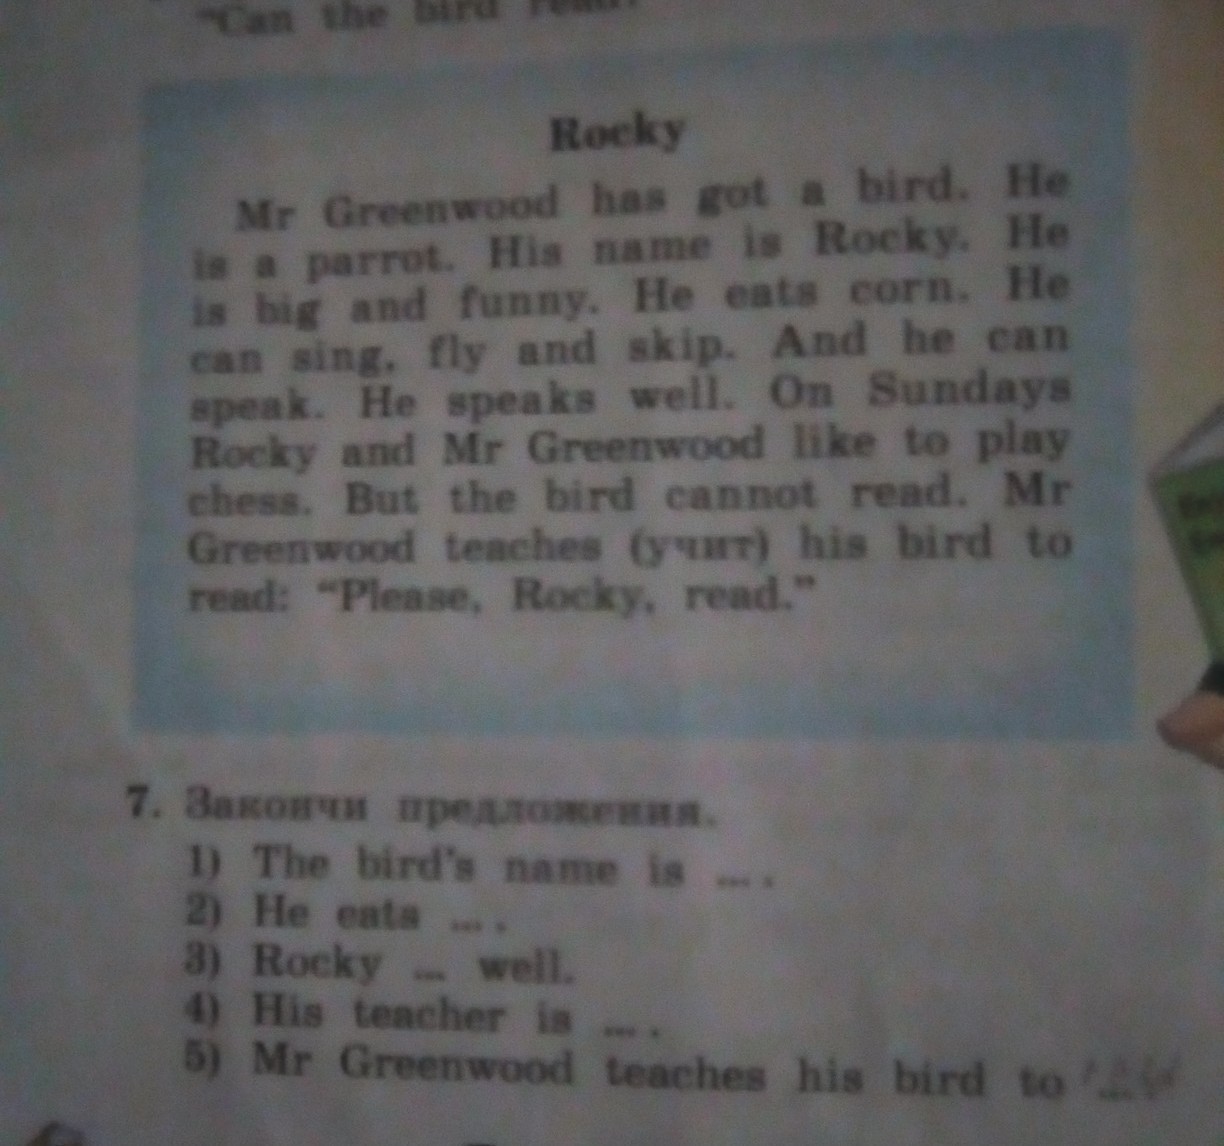 "Can the bird read?
Rocky
Mr Greenwood has got a bird. He
is a parrot. His name is Rocky. He
is big and funny. He eats corn. He
can sing, fly and skip. And he can
speak. He speaks well. On Sundays
Rocky and Mr Greenwood like to play
chess. But the bird cannot read. Mr
Greenwood teaches (учит) his bird to
read: “Please, Rocky, read.”
7. Закончи предложения.
1) The bird's name is ... .
2) He eats ... .
3) Rocky ... well.
4) His teacher is ... .
5) Mr Greenwood teaches his bird to ...